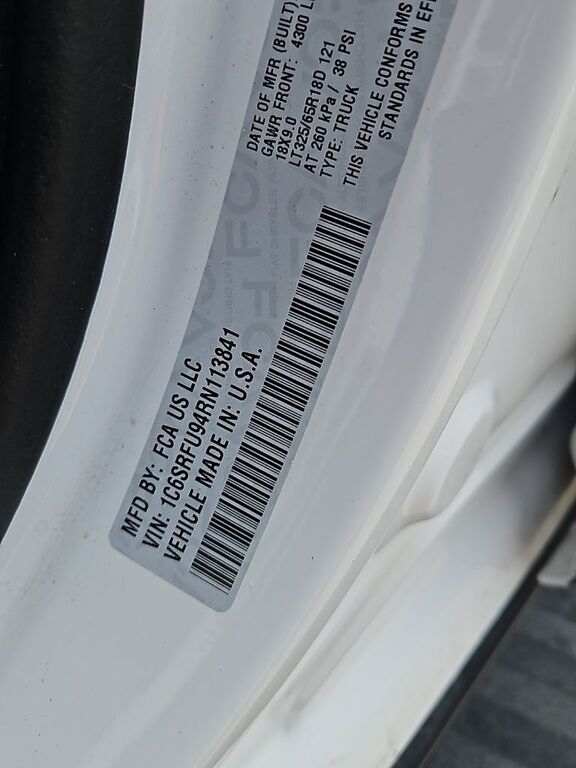 MFD BY: FCA US LLC
VIN: 1C6SRFU94RN113841
VEHICLE MADE IN: U.S.A.
DATE OF MFR (BUILT)
GAWR FRONT: 4300 L
18X9.0
LT325/65R18D 121
AT 260 kPa / 38 PSI
TYPE: TRUCK
THIS VEHICLE CONFORMS
STANDARDS IN EF